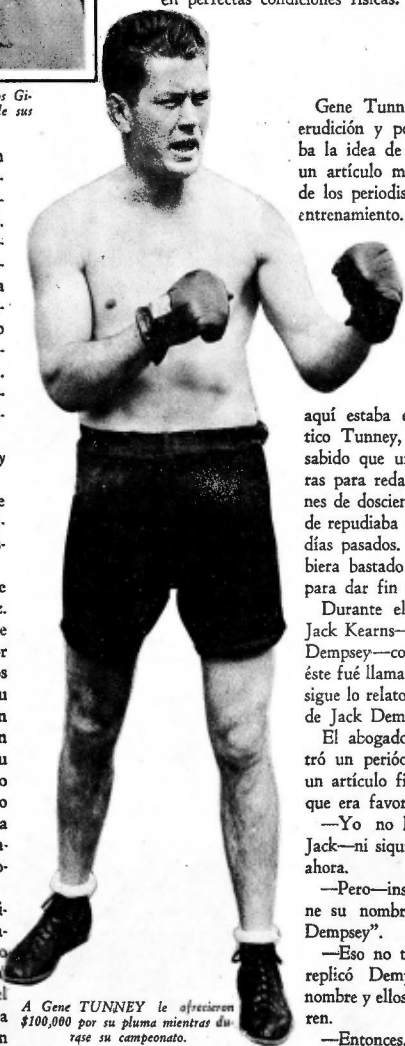 en perfectas condiciones físicas.
os Gi-
le sus
Gene Tunn
erudición y pe
ba la idea de
un artículo m
de los periodis
entrenamiento.
aquí estaba e
tico Tunney,
sabido que u
ras para reda
nes de doscien
de repudiaba
días pasados.
biera bastado
para dar fin
Durante el
Jack Kearns—
Dempsey—co
éste fué llama
sigue lo relato
de Jack Dem
El abogado
tró un periód
un artículo fi
que era favor
—Yo no l
Jack—ni siqu
ahora.
—Pero—ins
ne su nombr
Dempsey".
—Eso no t
replicó Demp
nombre y ellos
ren.
—Entonces.
A Gene TUNNEY le ofrecieron
$100,000 por su pluma mientras du-
rase su campeonato.